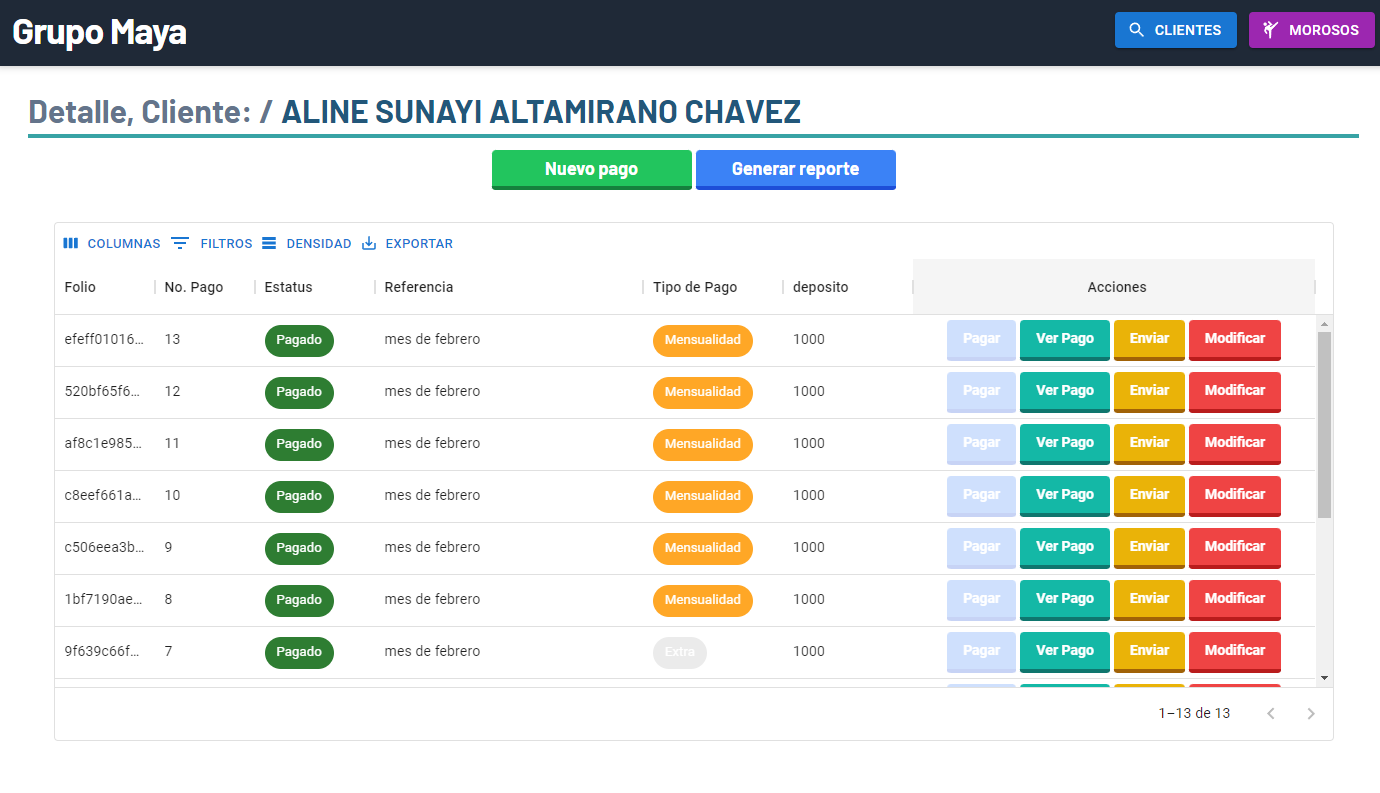 Grupo Maya CLIENTES MOROSOS
Detalle, Cliente: / ALINE SUNAYI ALTAMIRANO CHAVEZ
Nuevo pago Generar reporte
COLUMNAS FILTROS DENSIDAD EXPORTAR
Folio No. Pago Estatus Referencia Tipo de Pago deposito Acciones
efeff01016... 13 Pagado mes de febrero Mensualidad 1000 Pagar Ver Pago Enviar Modificar
520bf65f6... 12 Pagado mes de febrero Mensualidad 1000 Pagar Ver Pago Enviar Modificar
af8c1e985... 11 Pagado mes de febrero Mensualidad 1000 Pagar Ver Pago Enviar Modificar
c8eef661a... 10 Pagado mes de febrero Mensualidad 1000 Pagar Ver Pago Enviar Modificar
c506eea3b... 9 Pagado mes de febrero Mensualidad 1000 Pagar Ver Pago Enviar Modificar
1bf7190ae... 8 Pagado mes de febrero Mensualidad 1000 Pagar Ver Pago Enviar Modificar
9f639c66f... 7 Pagado mes de febrero Extra 1000 Pagar Ver Pago Enviar Modificar
1–13 de 13